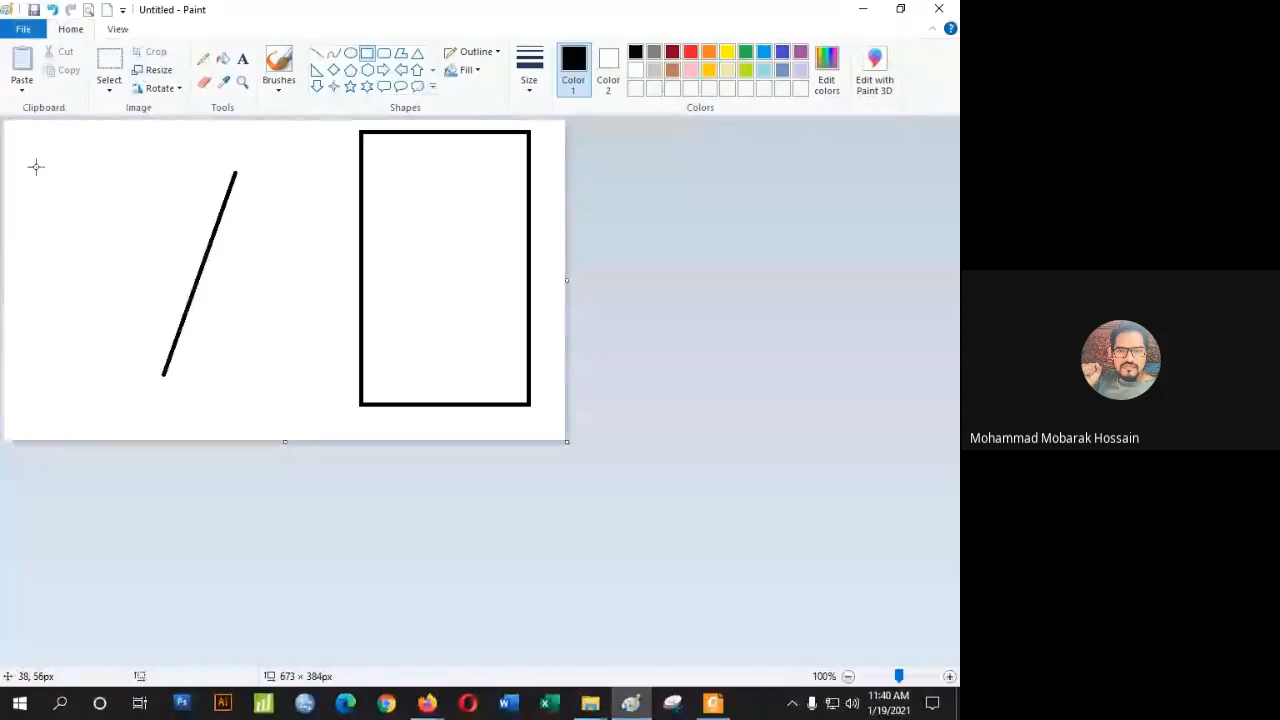 Untitled - Paint
File
Home
View
Paste
Cut
Copy
Clipboard
Select
Crop
Resize
Rotate
Image
A
Tools
Brushes
Shapes
Outline
Fill
Size
Color
1
Color
2
Edit
colors
Edit with
Paint 3D
Colors
Mohammad Mobarak Hossain
38, 56px
673 × 384px
100%
Ps
Ai
11:40 AM
1/19/2021